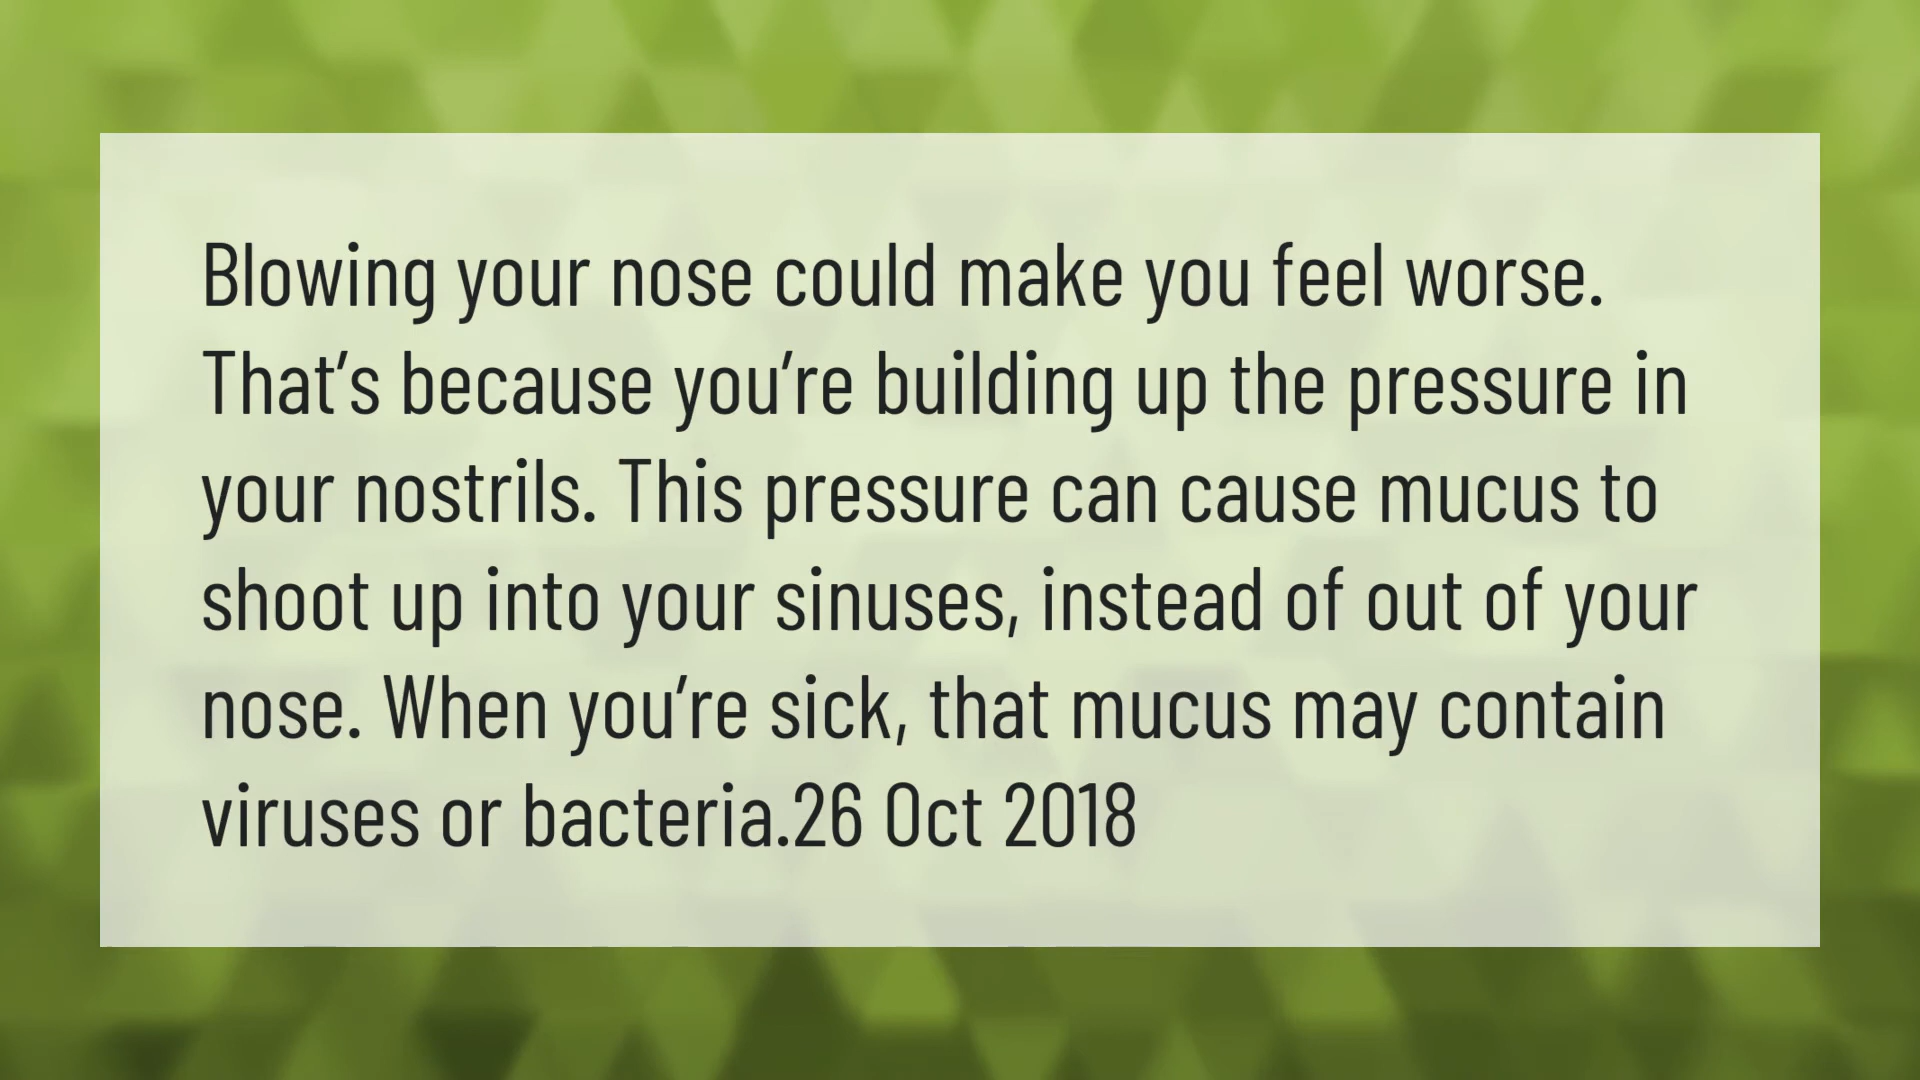 Blowing your nose could make you feel worse.
That’s because you’re building up the pressure in
your nostrils. This pressure can cause mucus to
shoot up into your sinuses, instead of out of your
nose. When you’re sick, that mucus may contain
viruses or bacteria.26 Oct 2018